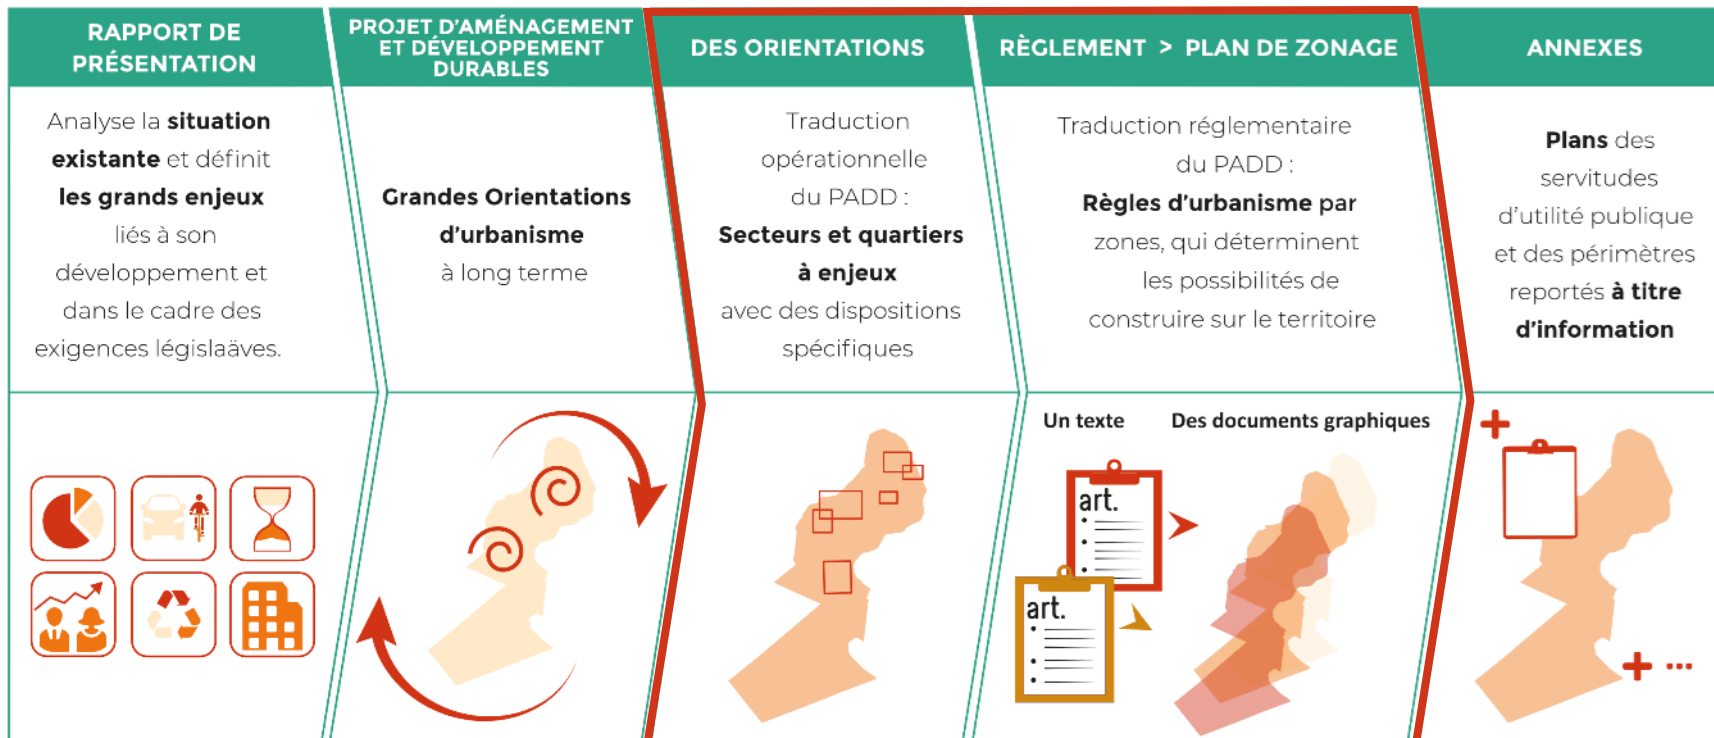 RAPPORT DE
PRÉSENTATION
Analyse la situation
existante et définit
les grands enjeux
liés à son
développement et
dans le cadre des
exigences législaäves.
PROJET D'AMÉNAGEMENT
ET DÉVELOPPEMENT
DURABLES
Grandes Orientations
d'urbanisme
à long terme
DES ORIENTATIONS
Traduction
opérationnelle
du PADD :
Secteurs et quartiers
à enjeux
avec des dispositions
spécifiques
RÈGLEMENT > PLAN DE ZONAGE
Traduction réglementaire
du PADD :
Règles d'urbanisme par
zones, qui déterminent
les possibilités de
construire sur le territoire
Un texte
Des documents graphiques
art.
art.
ANNEXES
Plans des
servitudes
d'utilité publique
et des périmètres
reportés à titre
d'information
+
+ ...